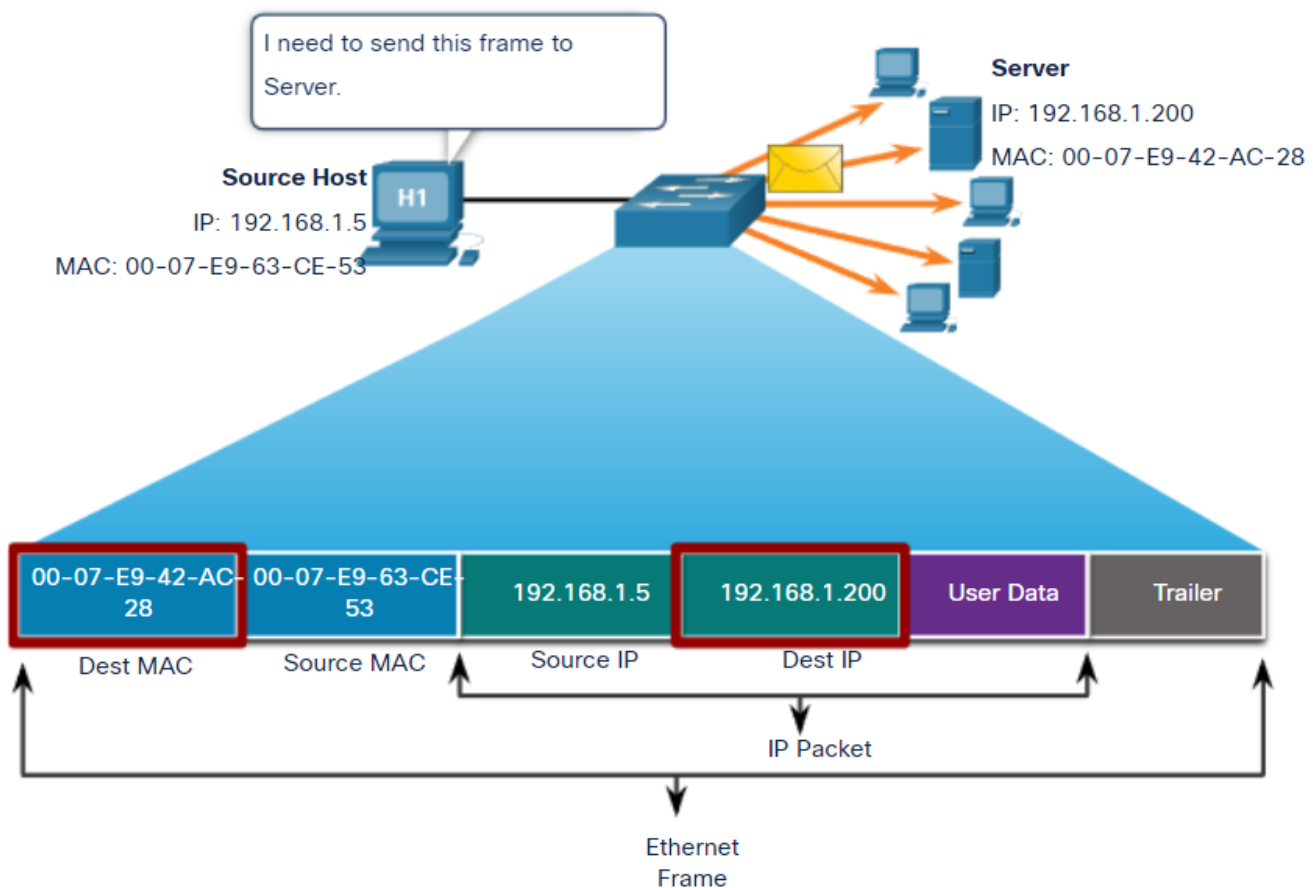 I need to send this frame to
Server.
Server
IP: 192.168.1.200
MAC: 00-07-E9-42-AC-28
Source Host
IP: 192.168.1.5
MAC: 00-07-E9-63-CE-53
H1
00-07-E9-42-AC-
28
00-07-E9-63-CE-
53
192.168.1.5
192.168.1.200
User Data
Trailer
Dest MAC
Source MAC
Source IP
Dest IP
IP Packet
Ethernet
Frame